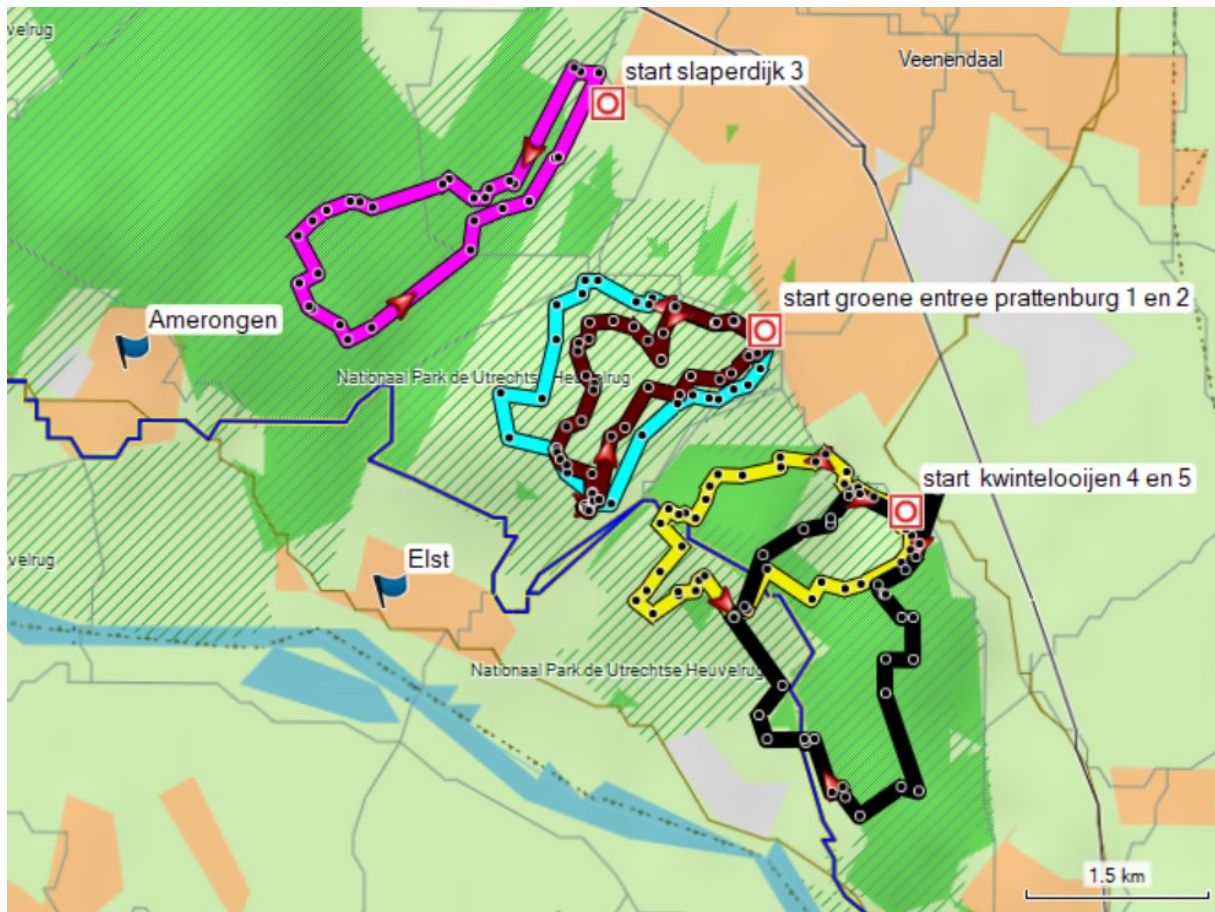 velrug
Veenendaal
start slaperdijk 3
start groene entree prattenburg 1 en 2
Amerongen
Nationaal Park de Utrechtse Heuvelrug
start kwintelooijen 4 en 5
velrug
Elst
Nationaal Park de Utrechtse Heuvelrug
1.5 km